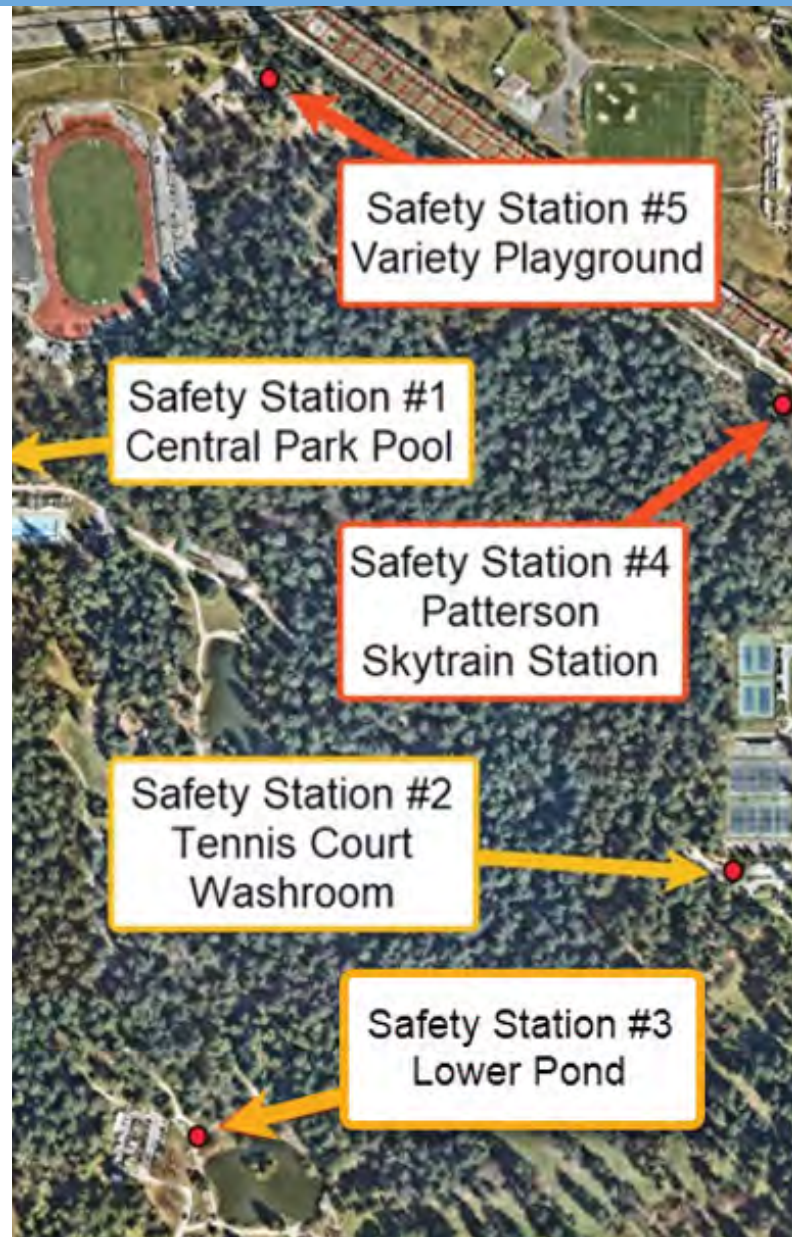 Safety Station #5
Variety Playground
Safety Station #1
Central Park Pool
Safety Station #4
Patterson
Skytrain Station
Safety Station #2
Tennis Court
Washroom
Safety Station #3
Lower Pond